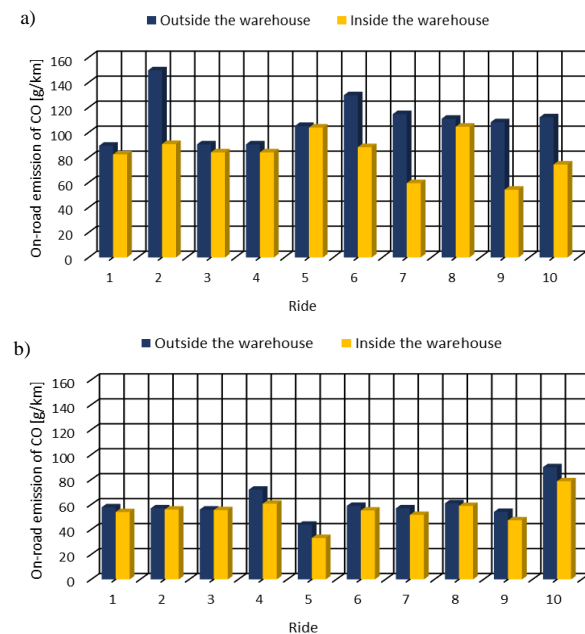 a)
Outside the warehouse Inside the warehouse
On-road emission of CO [g/km]
160
140
120
100
80
60
40
20
0
1 2 3 4 5 6 7 8 9 10
Ride
b)
Outside the warehouse Inside the warehouse
On-road emission of CO [g/km]
160
140
120
100
80
60
40
20
0
1 2 3 4 5 6 7 8 9 10
Ride